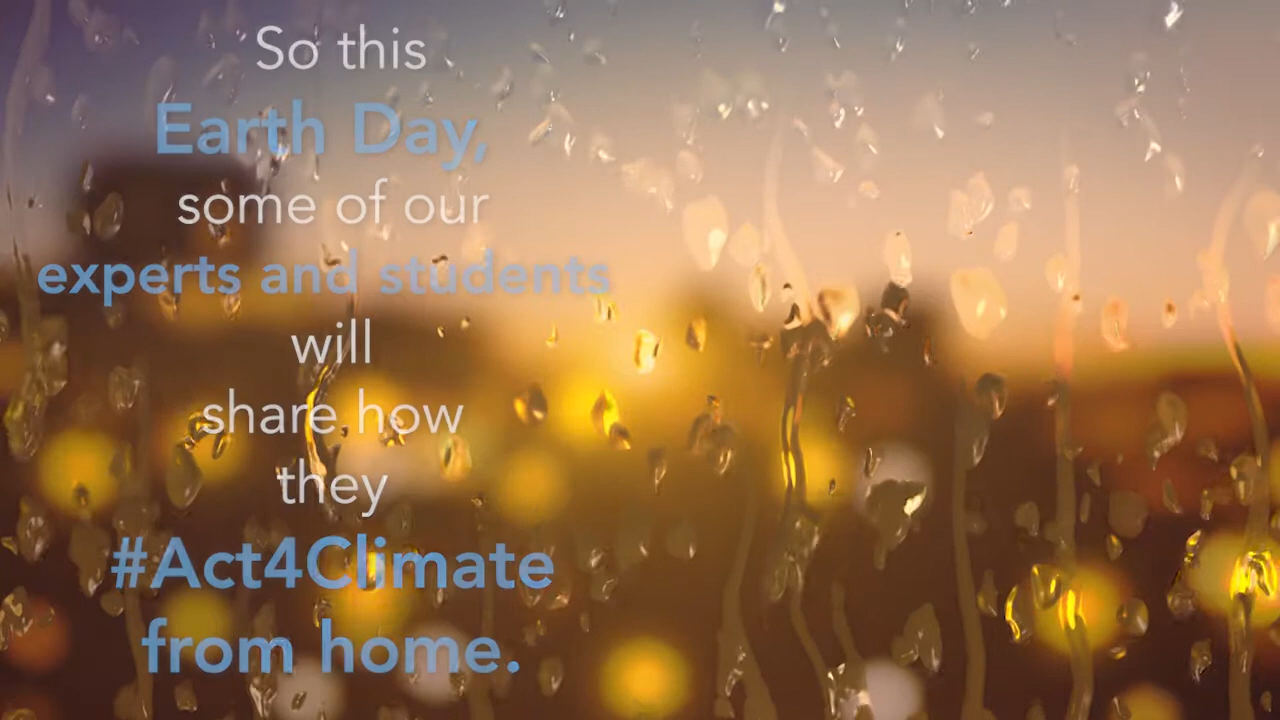 So this
Earth Day,
some of our
experts and students
will
share how
they
#Act4Climate
from home.